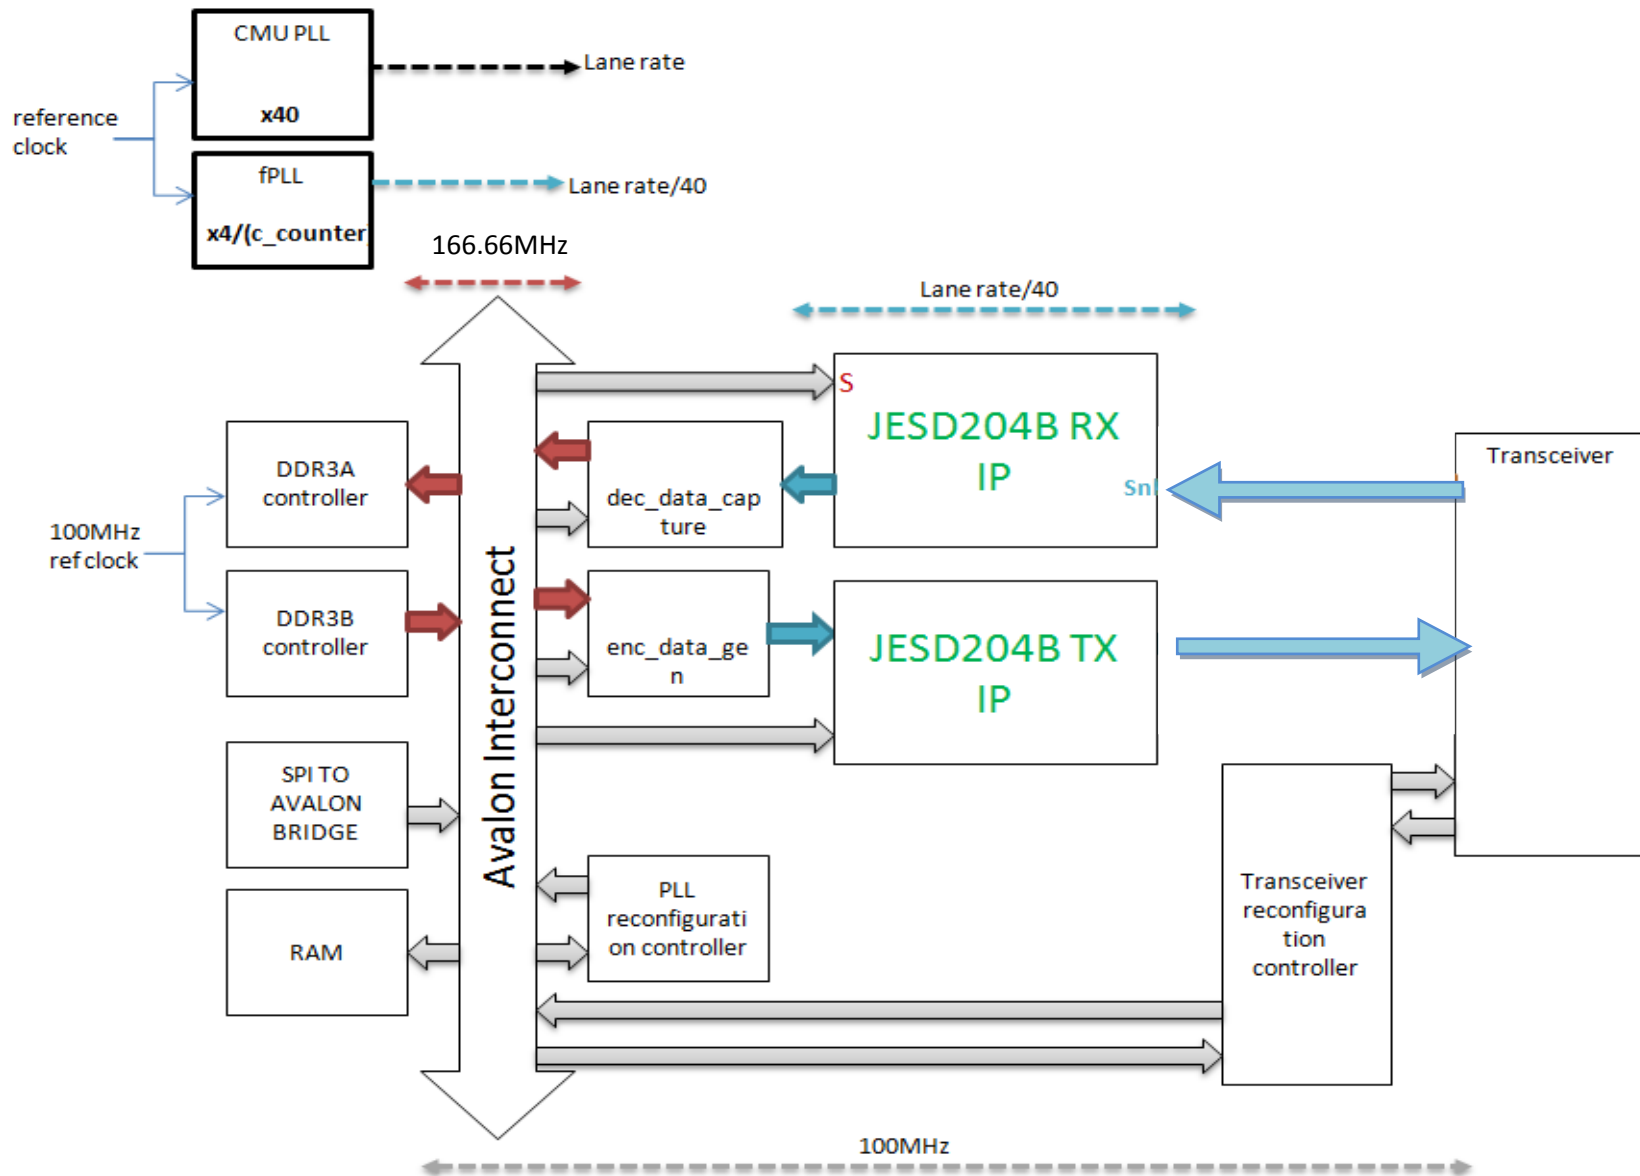 CMU PLL
x40
Lane rate
reference
clock
fPLL
x4/(c_counter
Lane rate/40
166.66MHz
Lane rate/40
S
JESD204B RX
IP
Snl
Transceiver
DDR3A
controller
dec_data_cap
ture
100MHz
ref clock
DDR3B
controller
enc_data_ge
n
JESD204B TX
IP
Avalon Interconnect
SPI TO
AVALON
BRIDGE
RAM
PLL
reconfigurati
on controller
Transceiver
reconfigura
tion
controller
100MHz